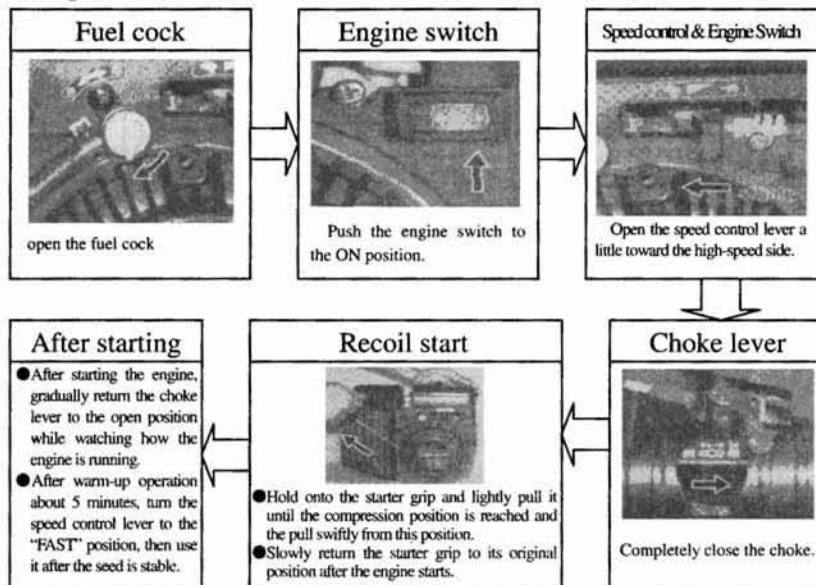 Fuel cock
open the fuel cock
Engine switch
Push the engine switch to
the ON position.
Speed control & Engine Switch
Open the speed control lever a
little toward the high-speed side.
Choke lever
Completely close the choke.
Recoil start
●Hold onto the starter grip and lightly pull it
until the compression position is reached and
the pull swiftly from this position.
●Slowly return the starter grip to its original
position after the engine starts.
After starting
●After starting the engine,
gradually return the choke
lever to the open position
while watching how the
engine is running.
●After warm-up operation
about 5 minutes, turn the
speed control lever to the
“FAST” position, then use
it after the seed is stable.